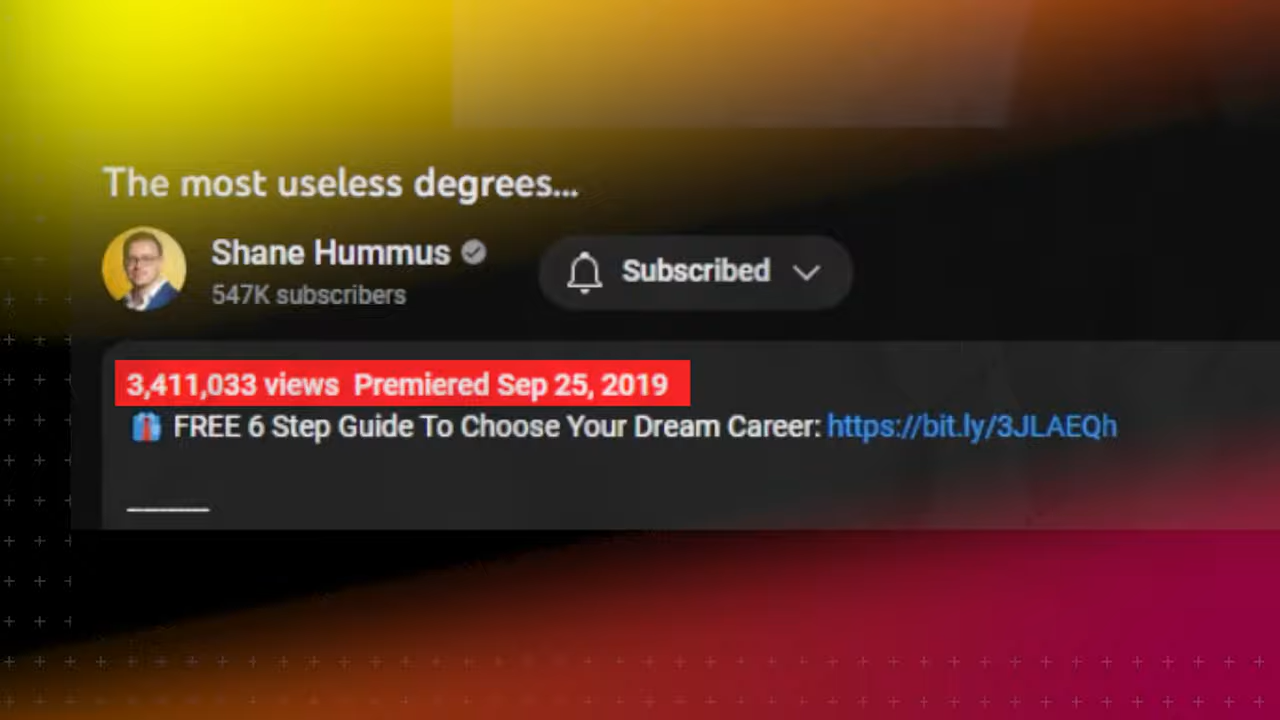 The most useless degrees...
Shane Hummus
547K subscribers
Subscribed
3,411,033 views Premiered Sep 25, 2019
FREE 6 Step Guide To Choose Your Dream Career: https://bit.ly/3JLAEQh